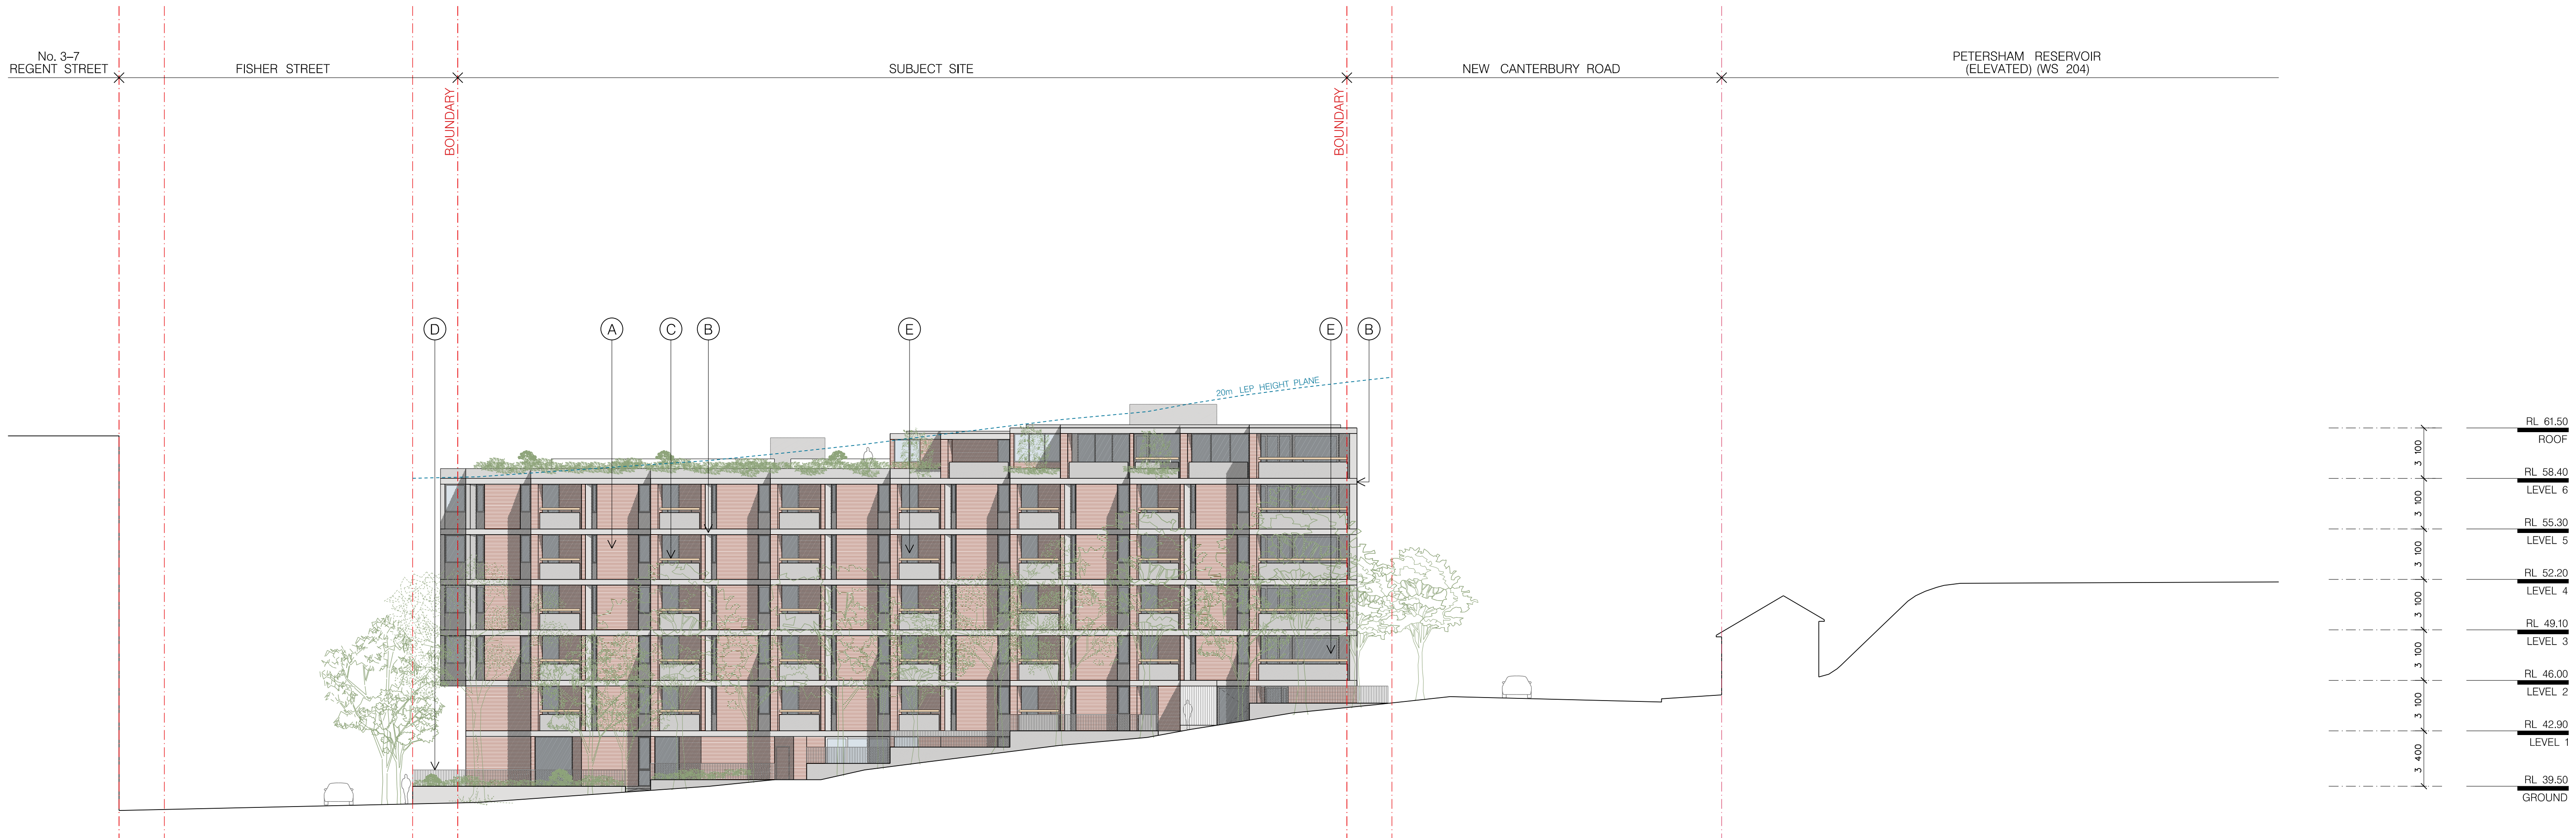 No. 3–7
REGENT STREET
FISHER STREET
SUBJECT SITE
NEW CANTERBURY ROAD
PETERSHAM RESERVOIR
(ELEVATED) (WS 204)
BOUNDARY
BOUNDARY
D
A
C
B
E
E
B
20m LEP HEIGHT PLANE
RL 61.50
ROOF
3 100
RL 58.40
LEVEL 6
3 100
RL 55.30
LEVEL 5
3 100
RL 52.20
LEVEL 4
3 100
RL 49.10
LEVEL 3
3 100
RL 46.00
LEVEL 2
3 100
RL 42.90
LEVEL 1
3 400
RL 39.50
GROUND